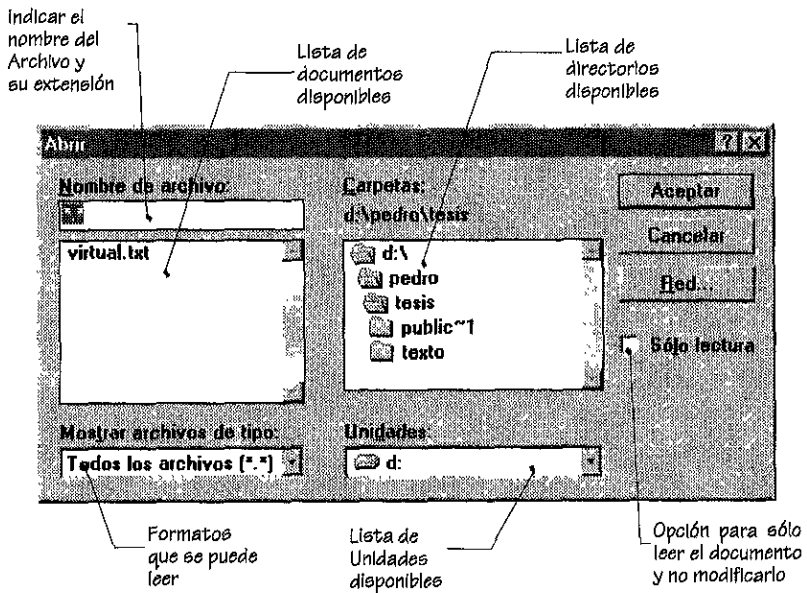 Indicar el
nombre del
Archivo y
su extensión
Lista de
documentos
disponibles
Lista de
directorios
disponibles
Abrir
Nombre de archivo:
Carpetas:
d:\pedro\tesis
virtual.txt
d:\
pedro
tesis
public~1
texto
Aceptar
Cancelar
Red...
Sólo lectura
Mostrar archivos de tipo:
Unidades:
Todos los archivos (*.*)
d:
Formatos
que se puede
leer
Lista de
Unidades
disponibles
Opción para sólo
leer el documento
y no modificarlo